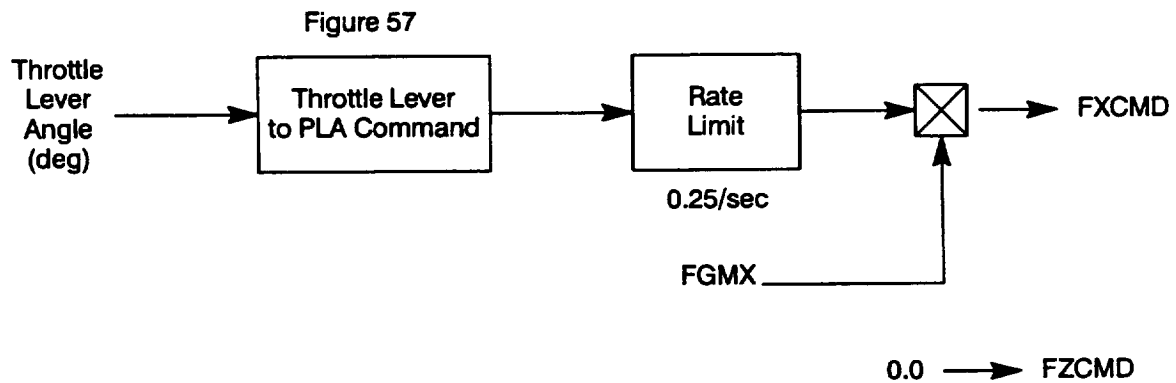 Figure 57
Throttle
Lever
Angle
(deg)
Throttle Lever
to PLA Command
Rate
Limit
0.25/sec
FXCMD
FGMX
0.0
FZCMD